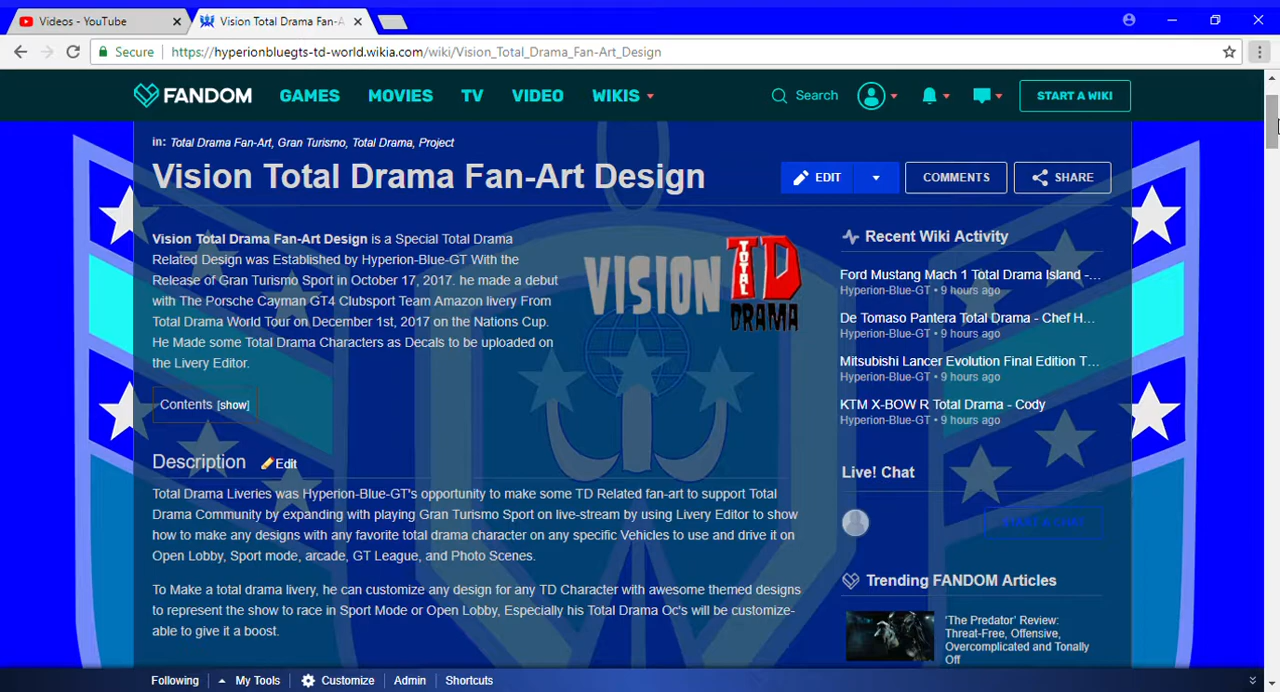 Videos - YouTube
Vision Total Drama Fan-A
Secure
https://hyperionbluegts-td-world.wikia.com/wiki/Vision_Total_Drama_Fan-Art_Design
FANDOM GAMES MOVIES TV VIDEO WIKIS Search START A WIKI
in: Total Drama Fan-Art, Gran Turismo, Total Drama, Project
Vision Total Drama Fan-Art Design
EDIT COMMENTS SHARE
Vision Total Drama Fan-Art Design is a Special Total Drama
Related Design was Established by Hyperion-Blue-GT With the
Release of Gran Turismo Sport in October 17, 2017. he made a debut
with The Porsche Cayman GT4 Clubsport Team Amazon livery From
Total Drama World Tour on December 1st, 2017 on the Nations Cup.
He Made some Total Drama Characters as Decals to be uploaded on
the Livery Editor.
VISION
TOTAL
TD
DRAMA
Contents [show]
Description Edit
Total Drama Liveries was Hyperion-Blue-GT's opportunity to make some TD Related fan-art to support Total
Drama Community by expanding with playing Gran Turismo Sport on live-stream by using Livery Editor to show
how to make any designs with any favorite total drama character on any specific Vehicles to use and drive it on
Open Lobby, Sport mode, arcade, GT League, and Photo Scenes.
To Make a total drama livery, he can customize any design for any TD Character with awesome themed designs
to represent the show to race in Sport Mode or Open Lobby, Especially his Total Drama Oc's will be customize-
able to give it a boost.
Recent Wiki Activity
Ford Mustang Mach 1 Total Drama Island -...
Hyperion-Blue-GT • 9 hours ago
De Tomaso Pantera Total Drama - Chef H...
Hyperion-Blue-GT • 9 hours ago
Mitsubishi Lancer Evolution Final Edition T...
Hyperion-Blue-GT • 9 hours ago
KTM X-BOW R Total Drama - Cody
Hyperion-Blue-GT • 9 hours ago
Live! Chat
START A CHAT
Trending FANDOM Articles
'The Predator' Review:
Threat-Free, Offensive,
Overcomplicated and Tonally
Off
Following My Tools Customize Admin Shortcuts